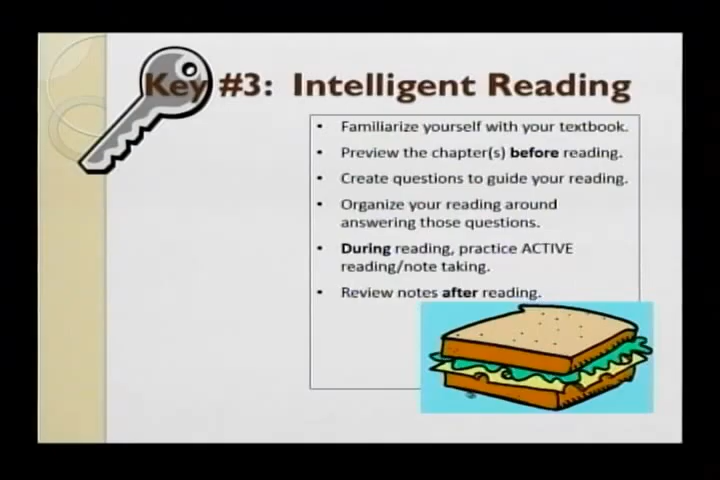 Key #3: Intelligent Reading
• Familiarize yourself with your textbook.
• Preview the chapter(s) before reading.
• Create questions to guide your reading.
• Organize your reading around
answering those questions.
• During reading, practice ACTIVE
reading/note taking.
• Review notes after reading.